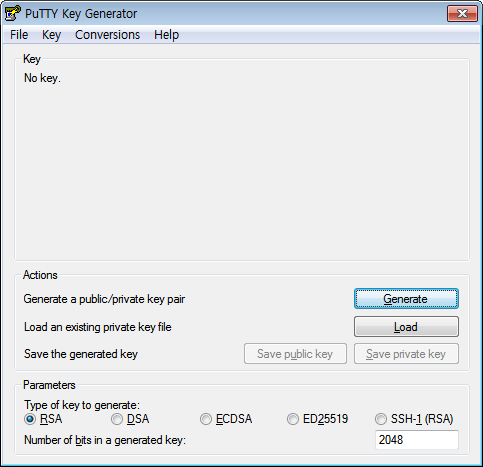 PuTTY Key Generator
File Key Conversions Help
Key
No key.
Actions
Generate a public/private key pair Generate
Load an existing private key file Load
Save the generated key Save public key Save private key
Parameters
Type of key to generate:
RSA DSA ECDSA ED25519 SSH-1 (RSA)
Number of bits in a generated key: 2048